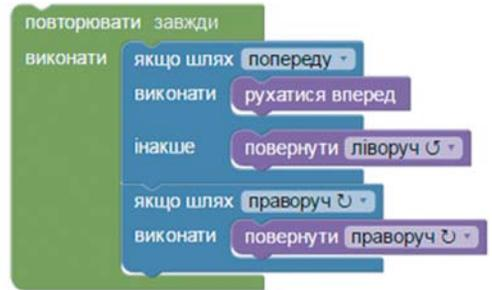 повторювати завжди
виконати
якщо шлях попереду
виконати рухатися вперед
інакше повернути ліворуч ↺
якщо шлях праворуч ↻
виконати повернути праворуч ↻